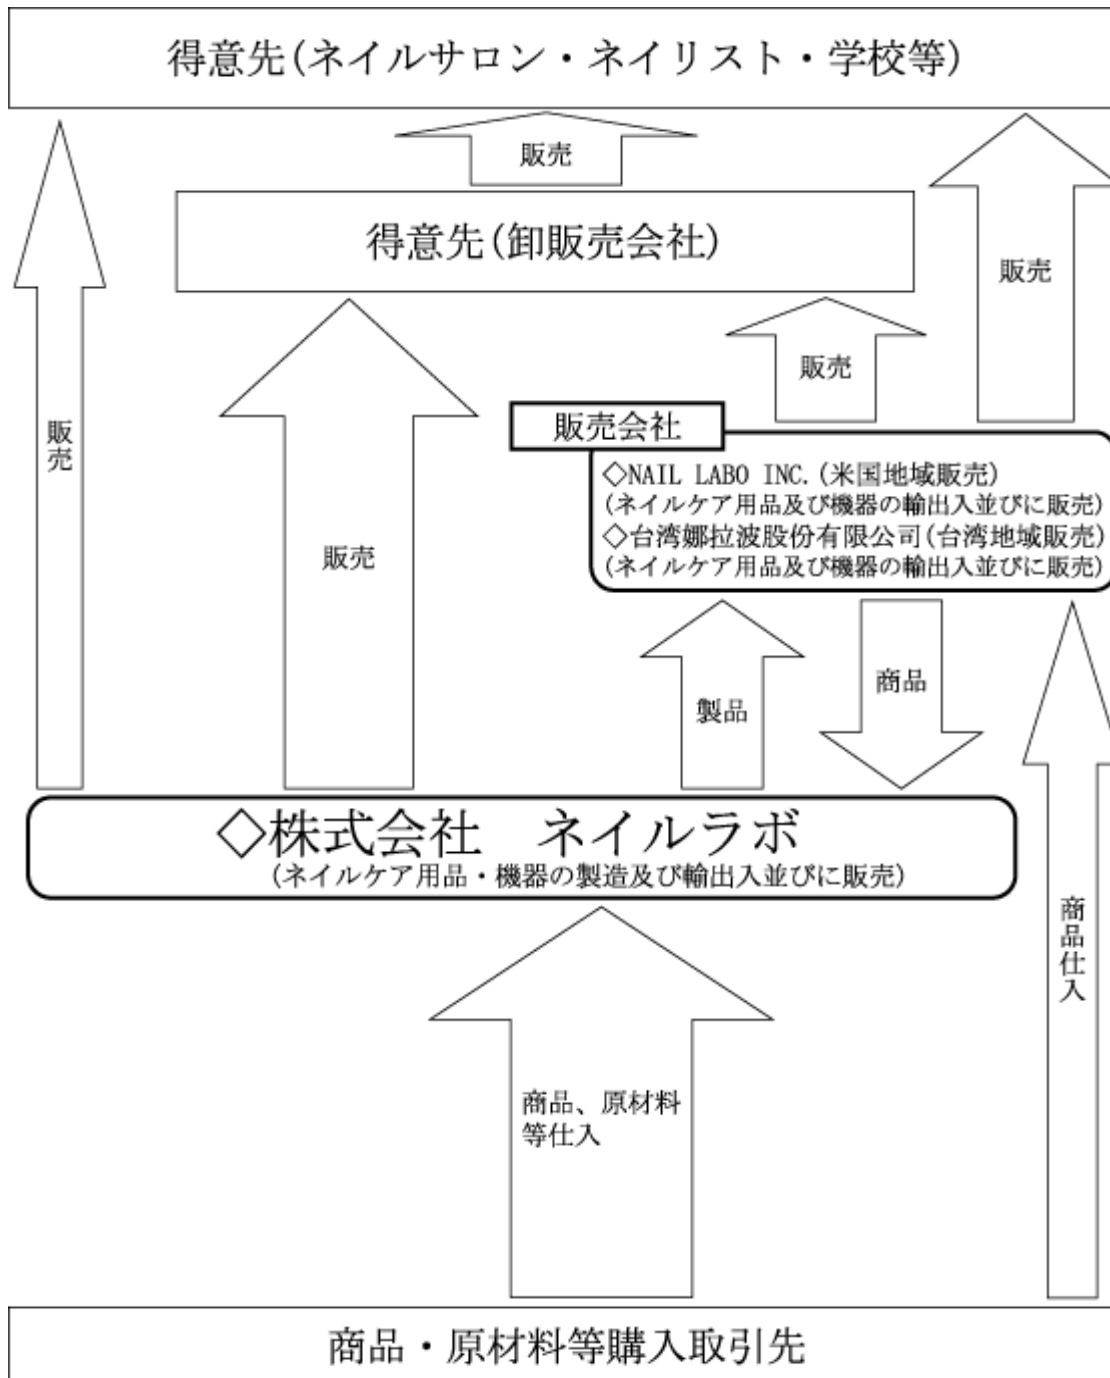 得意先(ネイルサロン・ネイリスト・学校等)
販売
得意先(卸販売会社)
販売
販売
販売
販売
販売会社
◇NAIL LABO INC.(米国地域販売)
(ネイルケア用品及び機器の輸出入並びに販売)
◇台湾娜拉波股份有限公司(台湾地域販売)
(ネイルケア用品及び機器の輸出入並びに販売)
製品
商品
◇株式会社　ネイルラボ
(ネイルケア用品・機器の製造及び輸出入並びに販売)
商品仕入
商品、原材料
等仕入
商品・原材料等購入取引先